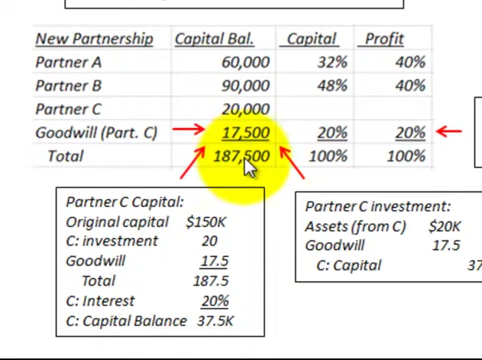 New Partnership Capital Bal. Capital Profit
Partner A 60,000 32% 40%
Partner B 90,000 48% 40%
Partner C 20,000
Goodwill (Part. C) 17,500 20% 20%
Total 187,500 100% 100%
Partner C Capital:
Original capital $150K
C: investment 20
Goodwill 17.5
Total 187.5
C: Interest 20%
C: Capital Balance 37.5K
Partner C investment:
Assets (from C) $20K
Goodwill 17.5
C: Capital 37